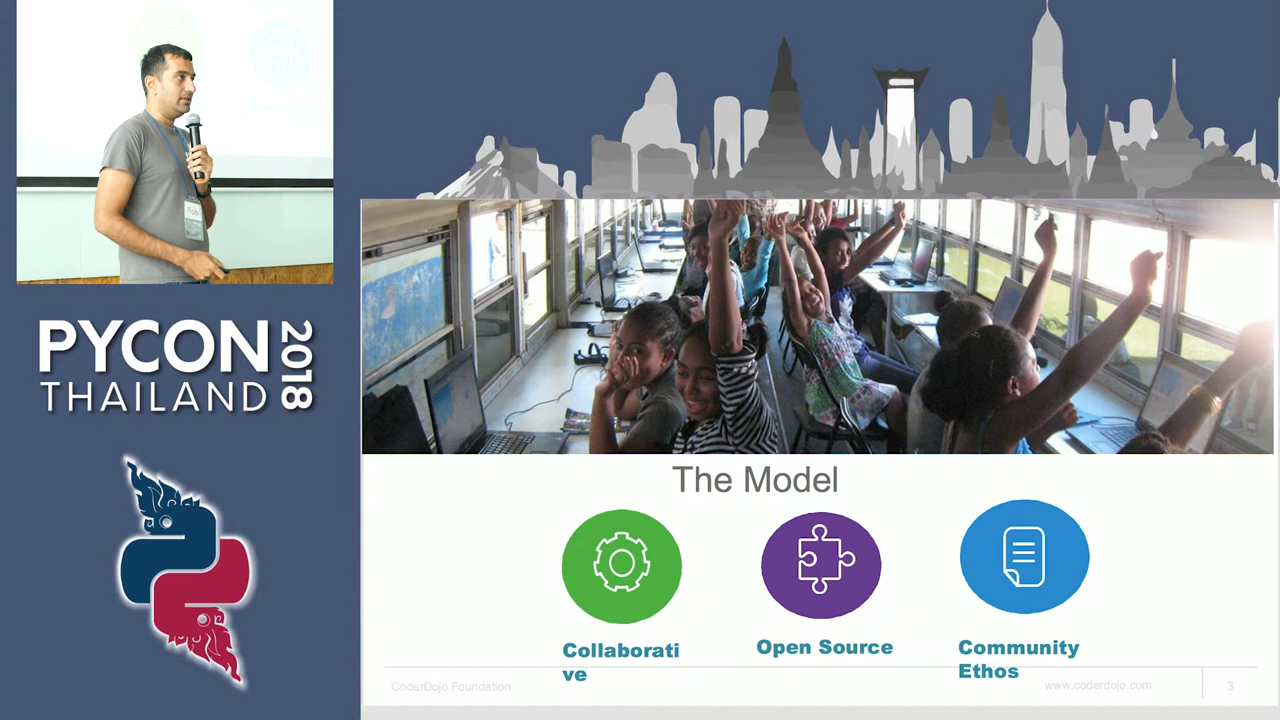 PYCON
THAILAND
2018
The Model
Collaborati
ve
Open Source
Community
Ethos
CoderDojo Foundation
www.coderdojo.com
3